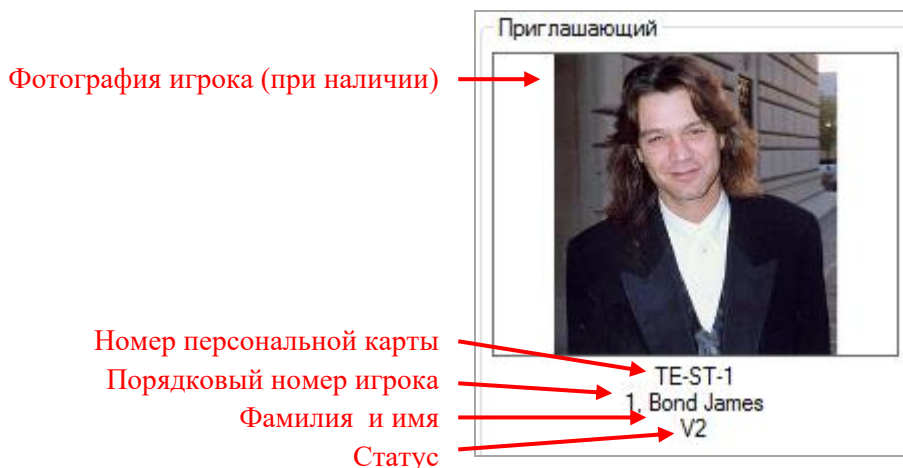 Приглашающий
Фотография игрока (при наличии)
Номер персональной карты
TE-ST-1
Порядковый номер игрока
1, Bond James
Фамилия и имя
V2
Статус